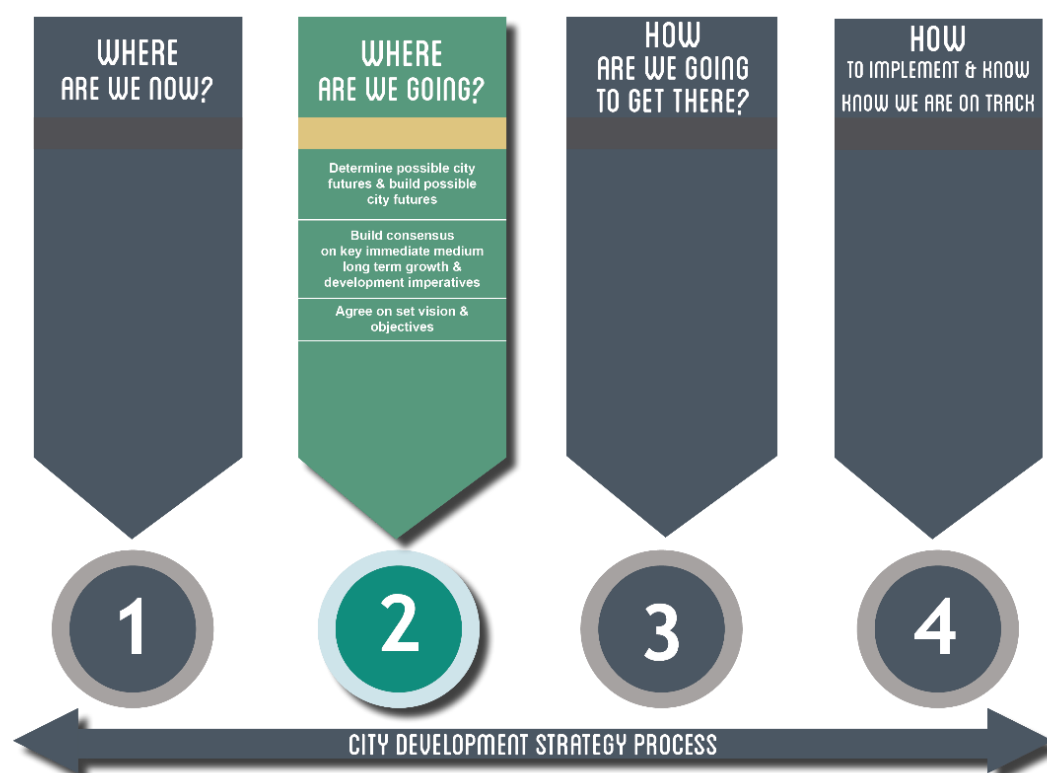 WHERE
ARE WE NOW?
WHERE
ARE WE GOING?
Determine possible city
futures & build possible
city futures
Build consensus
on key immediate medium
long term growth &
development imperatives
Agree on set vision &
objectives
HOW
ARE WE GOING
TO GET THERE?
HOW
TO IMPLEMENT & KNOW
KNOW WE ARE ON TRACK
1
2
3
4
CITY DEVELOPMENT STRATEGY PROCESS